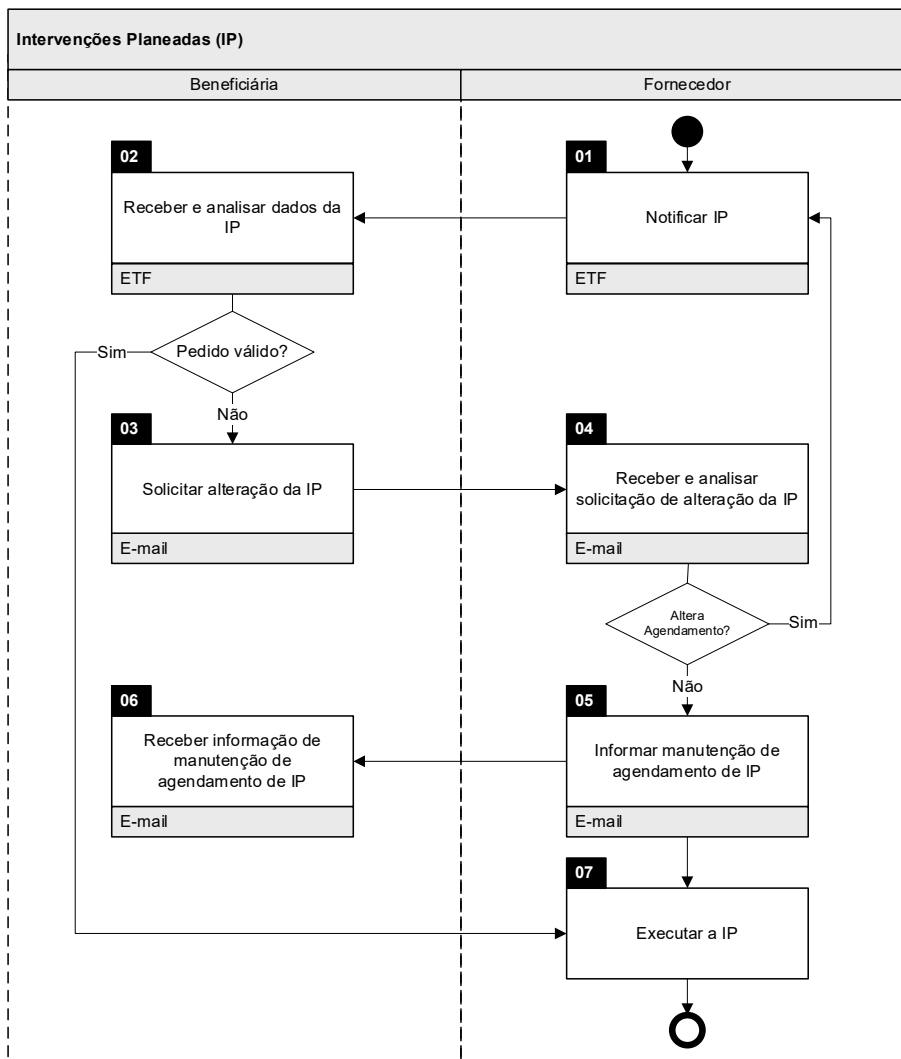 Intervenções Planeadas (IP)
Beneficiária
Fornecedor
02
Receber e analisar dados da
IP
ETF
01
Notificar IP
ETF
Pedido válido?
Sim
Não
03
Solicitar alteração da IP
E-mail
04
Receber e analisar
solicitação de alteração da IP
E-mail
Altera
Agendamento?
Sim
Não
06
Receber informação de
manutenção de
agendamento de IP
E-mail
05
Informar manutenção de
agendamento de IP
E-mail
07
Executar a IP